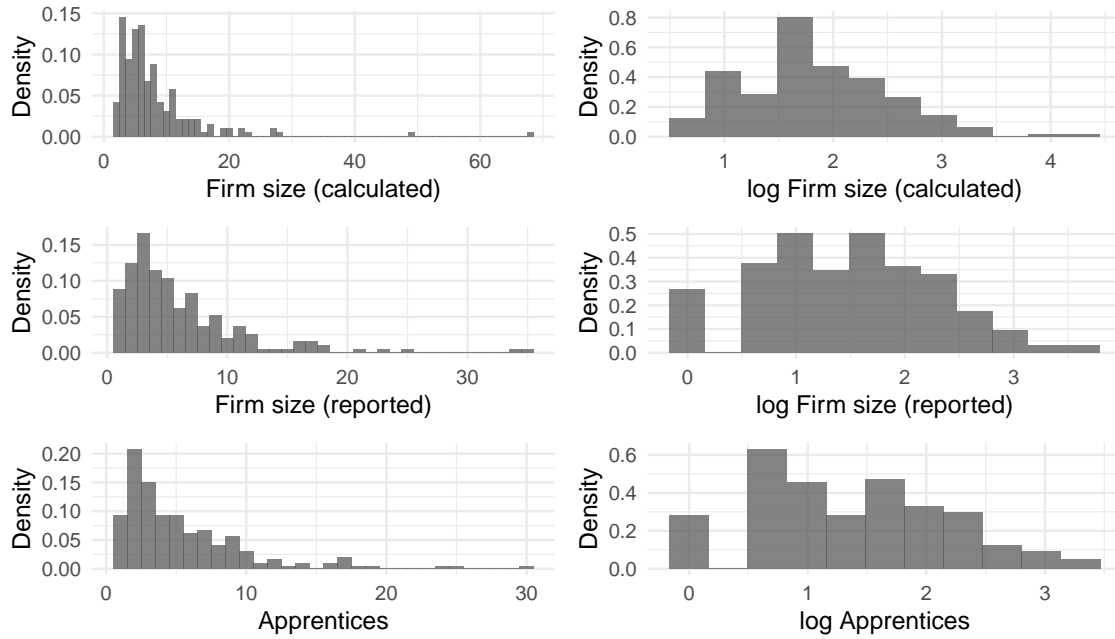 Density
0.15
0.10
0.05
0.00
0 20 40 60
Firm size (calculated)
Density
0.8
0.6
0.4
0.2
0.0
1 2 3 4
log Firm size (calculated)
Density
0.15
0.10
0.05
0.00
0 10 20 30
Firm size (reported)
Density
0.5
0.4
0.3
0.2
0.1
0.0
0 1 2 3
log Firm size (reported)
Density
0.20
0.15
0.10
0.05
0.00
0 10 20 30
Apprentices
Density
0.6
0.4
0.2
0.0
0 1 2 3
log Apprentices